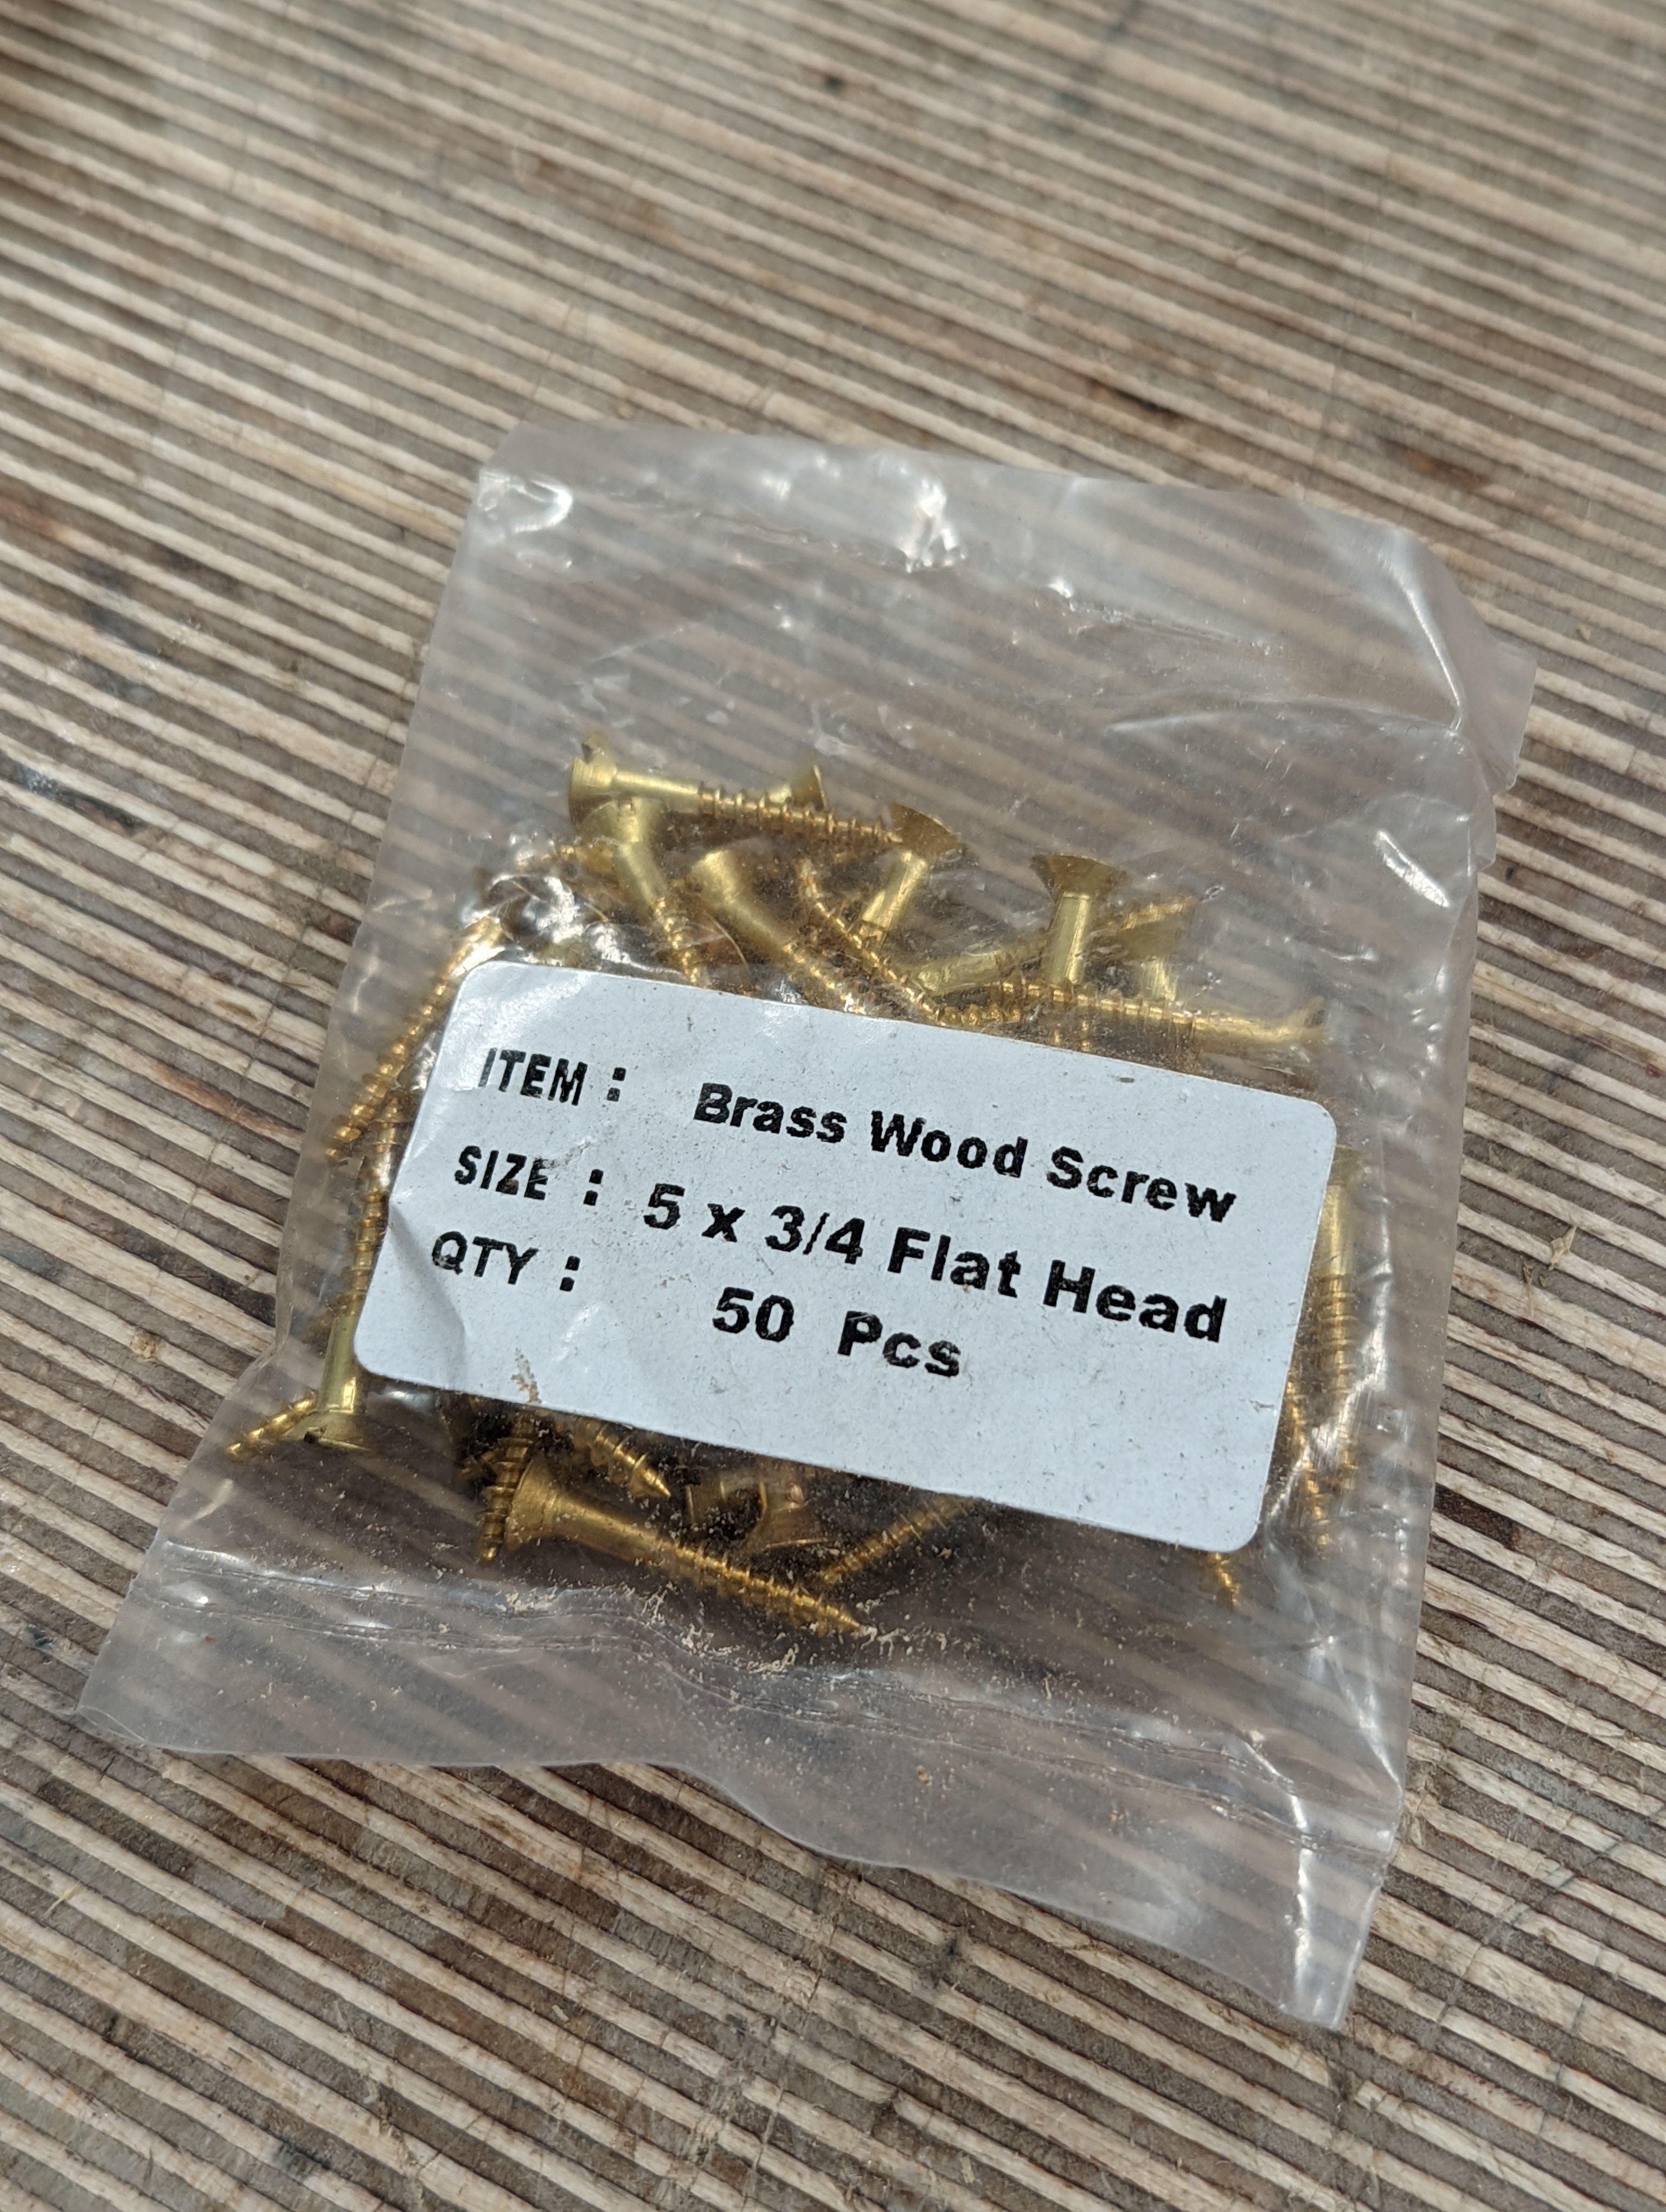 ITEM : Brass Wood Screw
SIZE : 5 x 3/4 Flat Head
QTY : 50 Pcs